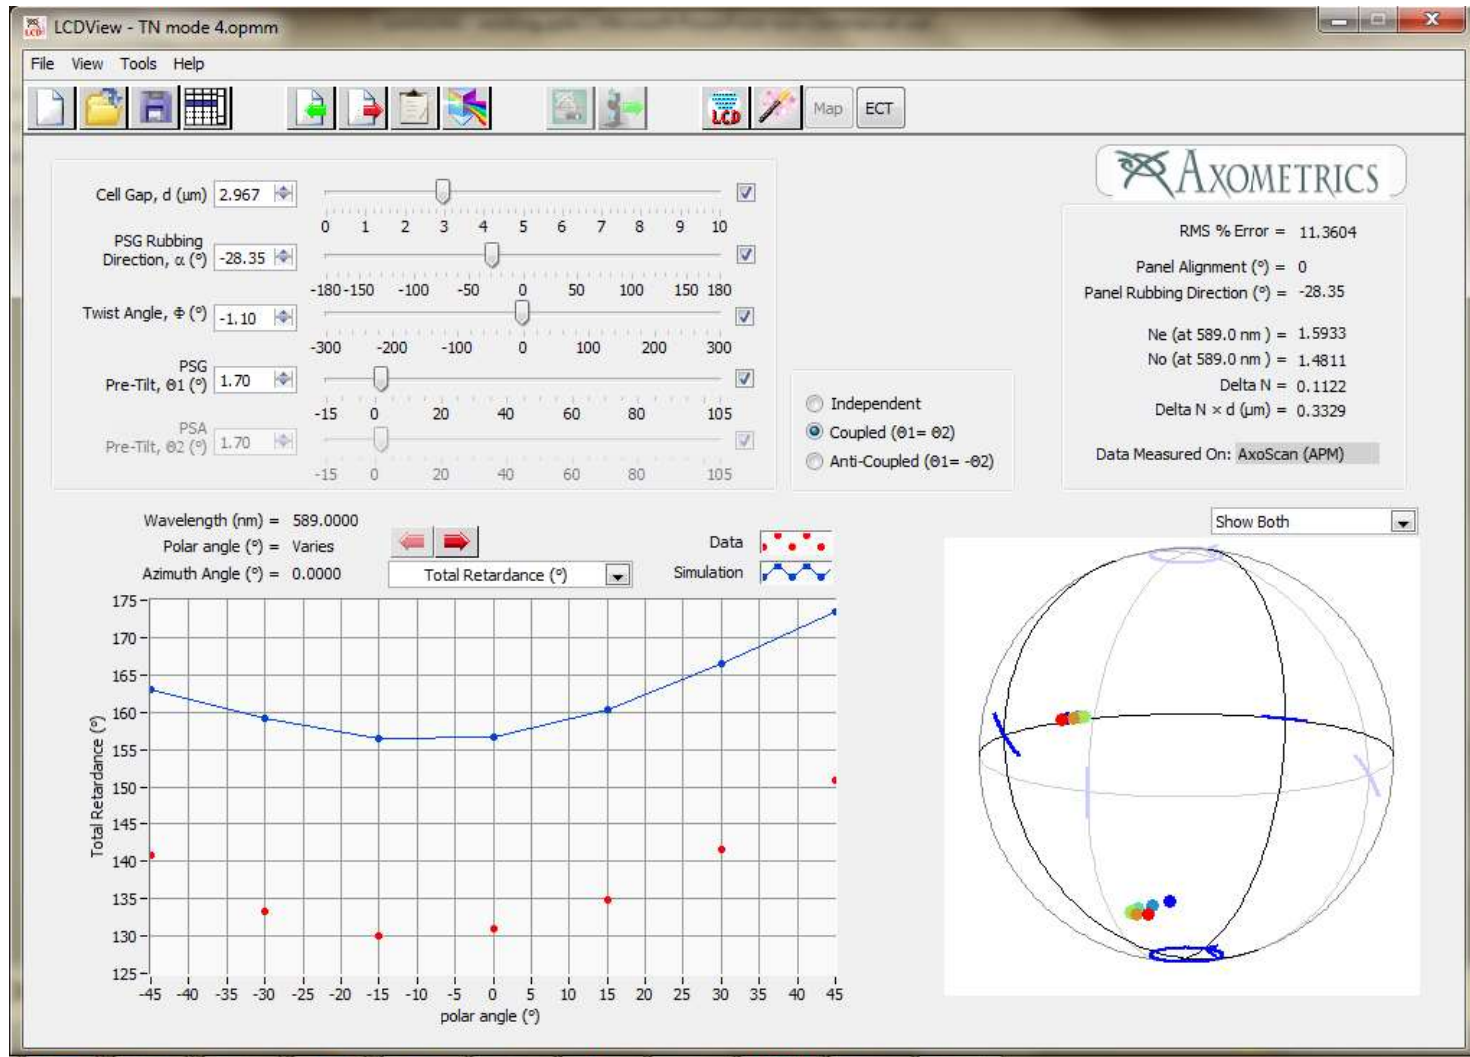 LCDView - TN mode 4.opmm
File View Tools Help
LCD Map ECT
AXOMETRICS
Cell Gap, d (um) 2.967
0 1 2 3 4 5 6 7 8 9 10
PSG Rubbing
Direction, α (°) -28.35
-180 -150 -100 -50 0 50 100 150 180
Twist Angle, Φ (°) -1.10
-300 -200 -100 0 100 200 300
PSG
Pre-Tilt, Θ1 (°) 1.70
-15 0 20 40 60 80 105
PSA
Pre-Tilt, Θ2 (°) 1.70
-15 0 20 40 60 80 105
Independent
Coupled (Θ1= Θ2)
Anti-Coupled (Θ1= -Θ2)
RMS % Error = 11.3604
Panel Alignment (°) = 0
Panel Rubbing Direction (°) = -28.35
Ne (at 589.0 nm ) = 1.5933
No (at 589.0 nm ) = 1.4811
Delta N = 0.1122
Delta N × d (µm) = 0.3329
Data Measured On: AxoScan (APM)
Wavelength (nm) = 589.0000
Polar angle (°) = Varies
Azimuth Angle (°) = 0.0000
Total Retardance (°)
Data
Simulation
Show Both
Total Retardance (°)
175
170
165
160
155
150
145
140
135
130
125
-45 -40 -35 -30 -25 -20 -15 -10 -5 0 5 10 15 20 25 30 35 40 45
polar angle (°)